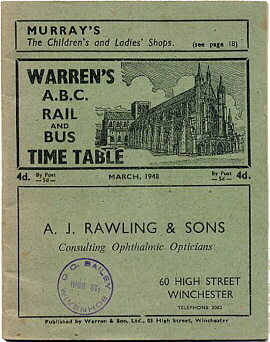 MURRAY'S
The Children's and Ladies' Shops. (see page 18)
WARREN'S
A.B.C.
RAIL
AND
BUS
TIME TABLE
4d. By Post —5d— MARCH, 1948 By Post —5d— 4d.
A. J. RAWLING & SONS
Consulting Ophthalmic Opticians
60 HIGH STREET
WINCHESTER
TELEPHONE 5082
D. C. BAILEY
Published by Warren & Son, Ltd., 85 High Street, Winchester